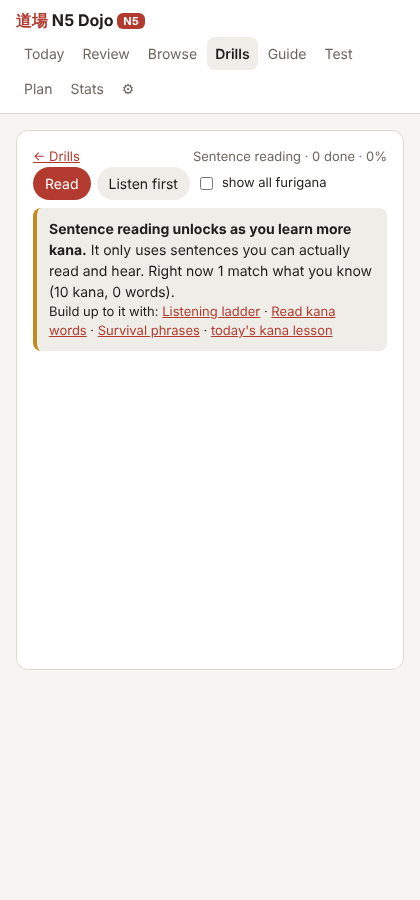 道場 N5 Dojo N5
Today Review Browse Drills Guide Test
Plan Stats ⚙
← Drills Sentence reading · 0 done · 0%
Read Listen first show all furigana
Sentence reading unlocks as you learn more
kana. It only uses sentences you can actually
read and hear. Right now 1 match what you know
(10 kana, 0 words).
Build up to it with: Listening ladder · Read kana
words · Survival phrases · today's kana lesson